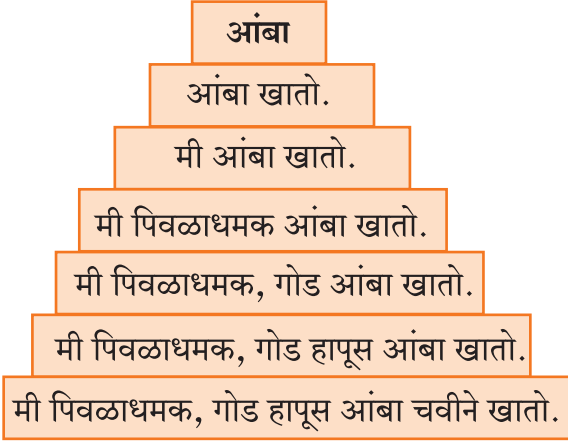 आंबा
आंबा खातो.
मी आंबा खातो.
मी पिवळाधमक आंबा खातो.
मी पिवळाधमक, गोड आंबा खातो.
मी पिवळाधमक, गोड हापूस आंबा खातो.
मी पिवळाधमक, गोड हापूस आंबा चवीने खातो.